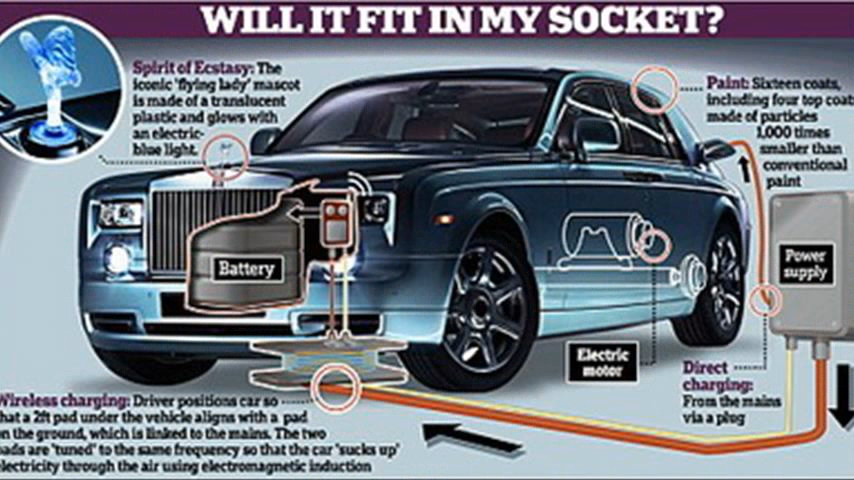 WILL IT FIT IN MY SOCKET?
Spirit of Ecstasy: The
iconic 'flying lady' mascot
is made of a translucent
plastic and glows with
an electric-
blue light.
Paint: Sixteen coats,
including four top coats
made of particles
1,000 times
smaller than
conventional
paint
Battery
Power
supply
Electric
motor
Direct
charging:
From the mains
via a plug
Wireless charging: Driver positions car so
that a 2ft pad under the vehicle aligns with a pad
on the ground, which is linked to the mains. The two
pads are 'tuned' to the same frequency so that the car 'sucks up'
electricity through the air using electromagnetic induction